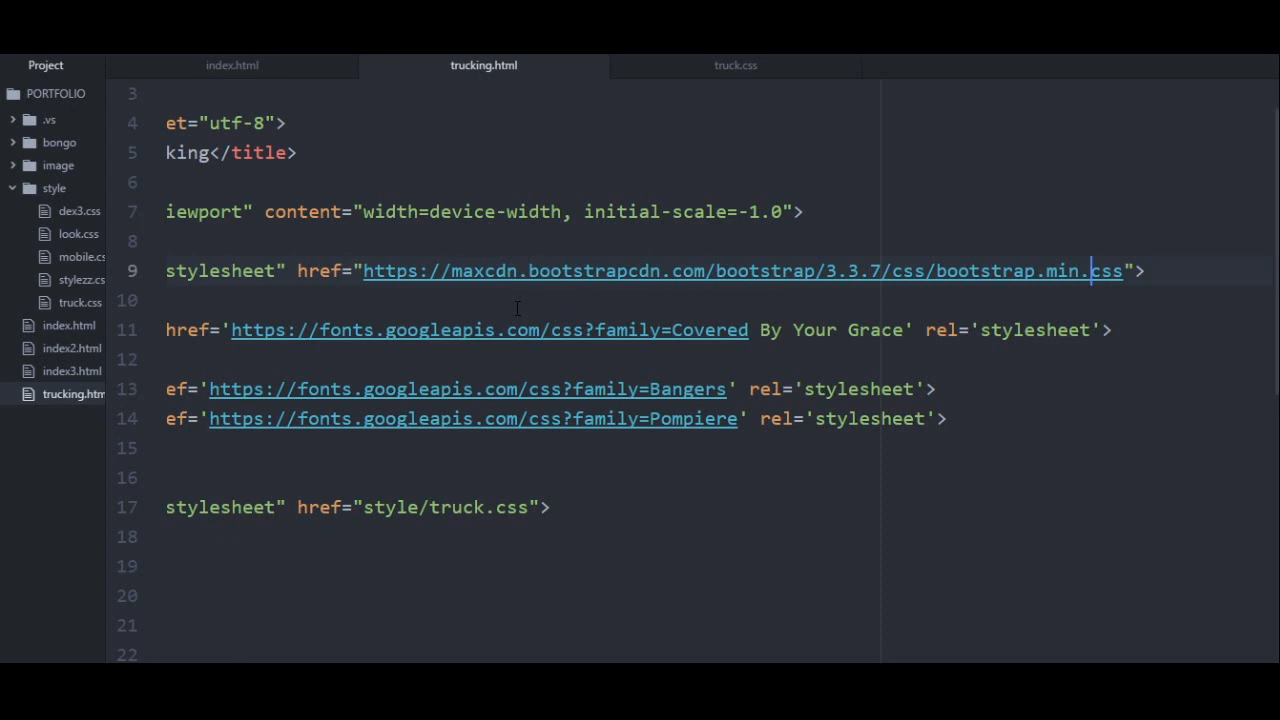 Project
index.html
trucking.html
truck.css
PORTFOLIO
.vs
bongo
image
style
dex3.css
look.css
mobile.cs
stylezz.cs
truck.css
index.html
index2.html
index3.html
trucking.htm
3
4 et="utf-8">
5 king</title>
6
7 iewport" content="width=device-width, initial-scale=-1.0">
8
9 stylesheet" href="https://maxcdn.bootstrapcdn.com/bootstrap/3.3.7/css/bootstrap.min.css">
10
11 href='https://fonts.googleapis.com/css?family=Covered By Your Grace' rel='stylesheet'>
12
13 ef='https://fonts.googleapis.com/css?family=Bangers' rel='stylesheet'>
14 ef='https://fonts.googleapis.com/css?family=Pompiere' rel='stylesheet'>
15
16
17 stylesheet" href="style/truck.css">
18
19
20
21
22